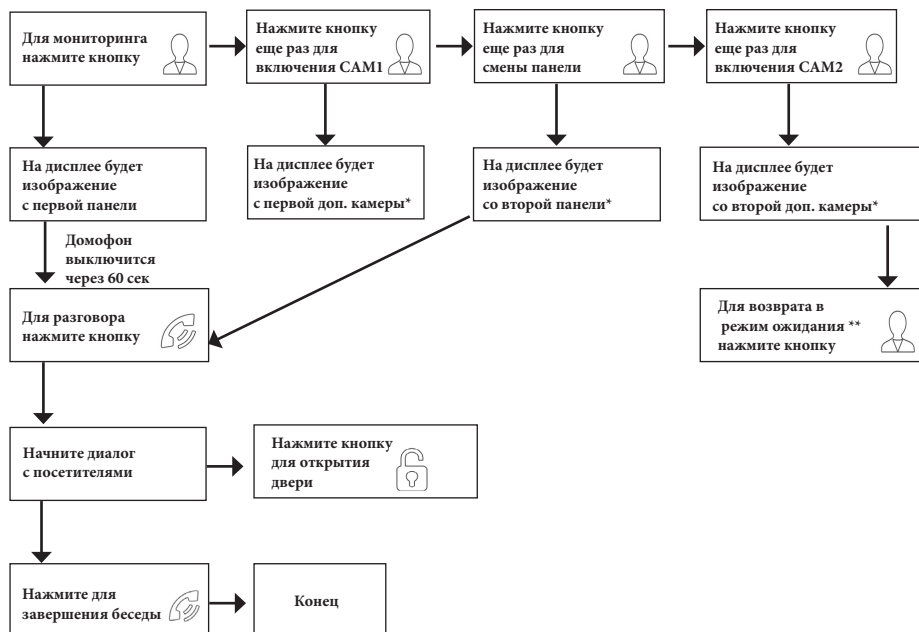 Для мониторинга
нажмите кнопку
Нажмите кнопку
еще раз для
включения CAM1
Нажмите кнопку
еще раз для
смены панели
Нажмите кнопку
еще раз для
включения CAM2
На дисплее будет
изображение
с первой панели
На дисплее будет
изображение
с первой доп. камеры*
На дисплее будет
изображение
со второй панели*
На дисплее будет
изображение
со второй доп. камеры*
Домофон
выключится
через 60 сек
Для разговора
нажмите кнопку
Для возврата в
режим ожидания **
нажмите кнопку
Начните диалог
с посетителями
Нажмите кнопку
для открытия
двери
Нажмите для
завершения беседы
Конец